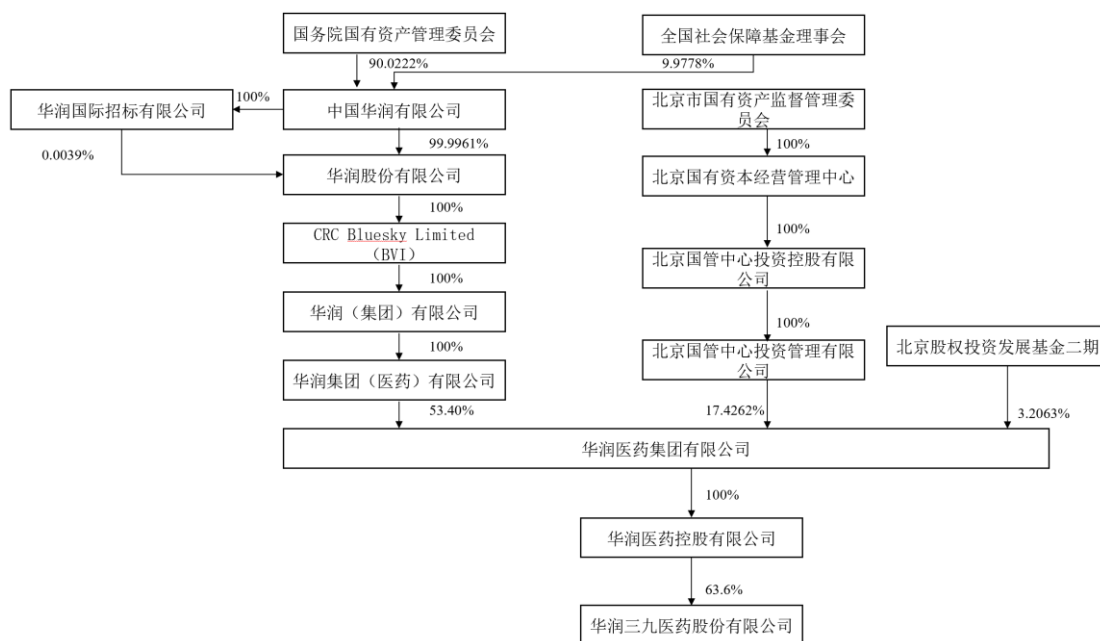 国务院国有资产管理委员会
全国社会保障基金理事会
90.0222%
9.9778%
华润国际招标有限公司
100%
中国华润有限公司
北京市国有资产监督管理委
员会
0.0039%
99.9961%
100%
华润股份有限公司
北京国有资本经营管理中心
100%
100%
CRC Bluesky Limited
（BVI）
北京国管中心投资控股有限
公司
100%
100%
华润（集团）有限公司
100%
北京国管中心投资管理有限
公司
北京股权投资发展基金二期
华润集团（医药）有限公司
53.40%
17.4262%
3.2063%
华润医药集团有限公司
100%
华润医药控股有限公司
63.6%
华润三九医药股份有限公司